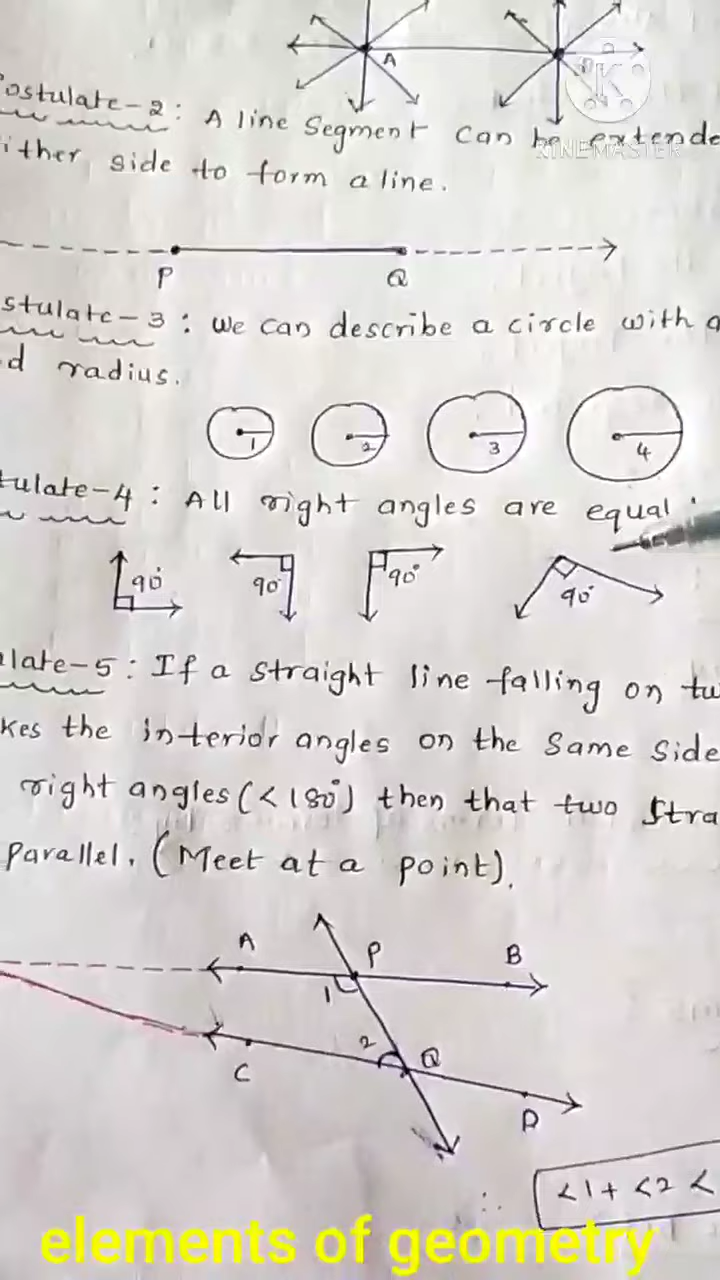 A
ostulate-2: A line segment can be extende
ither side to form a line.
KINEMASTER
P Q
stulate-3: we can describe a circle with a
d radius.
1 2 3 4
tulate-4: All right angles are equal.
90° 90° 90° 90°
late-5: If a straight line falling on tw
kes the interior angles on the same side
right angles (<180°) then that two stra
parallel. (Meet at a point).
A P B
1
2 Q
C
D
∴ <1+ <2 <
elements of geometry